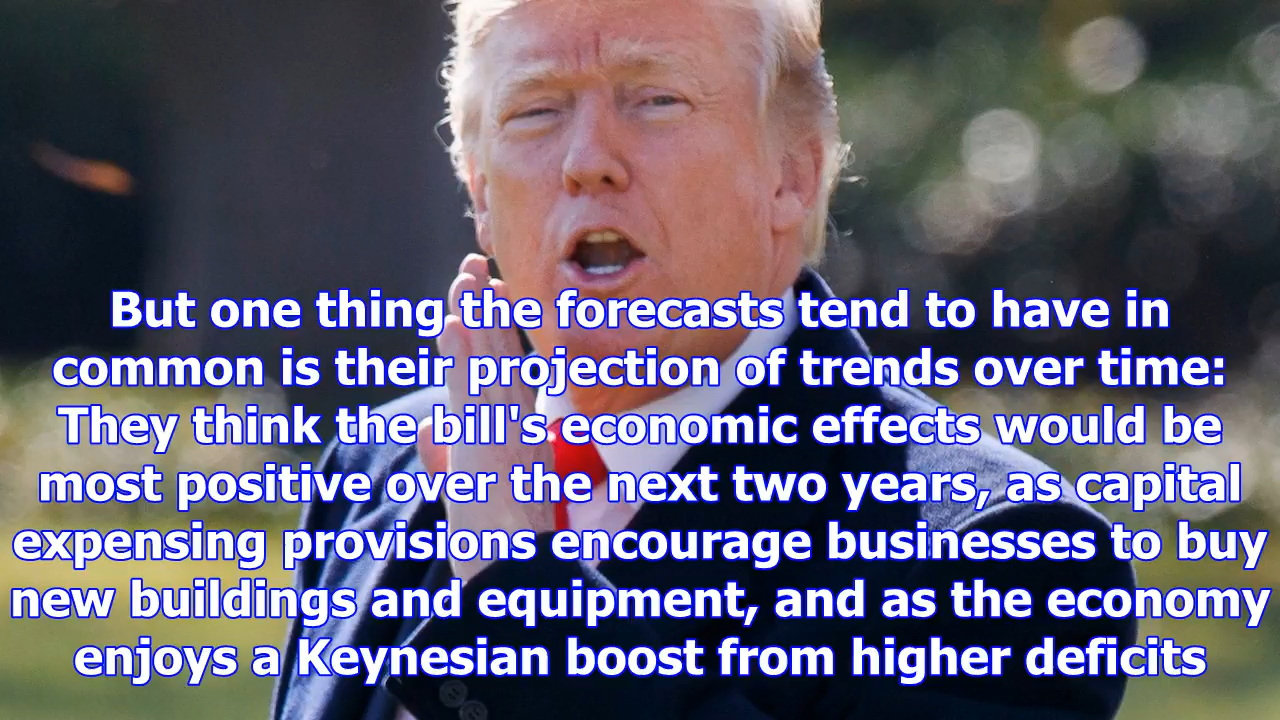 But one thing the forecasts tend to have in
common is their projection of trends over time:
They think the bill's economic effects would be
most positive over the next two years, as capital
expensing provisions encourage businesses to buy
new buildings and equipment, and as the economy
enjoys a Keynesian boost from higher deficits